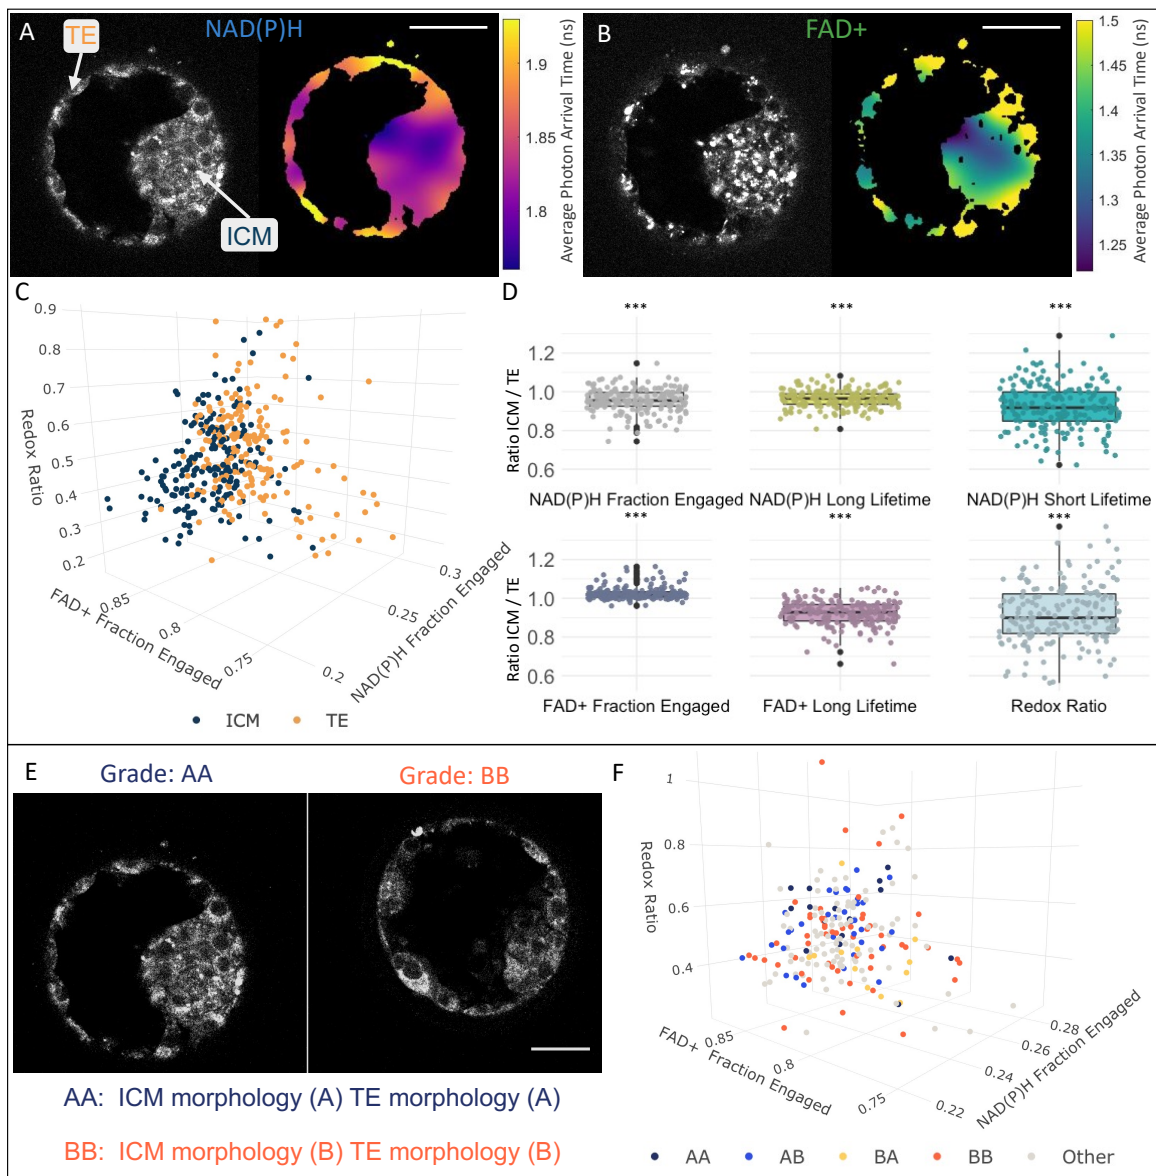 A
TE
NAD(P)H
ICM
1.9
1.85
1.8
Average Photon Arrival Time (ns)
B
FAD+
1.5
1.45
1.4
1.35
1.3
1.25
Average Photon Arrival Time (ns)
C
0.9
0.8
0.7
0.6
0.5
0.4
0.3
0.2
Redox Ratio
0.85
0.8
0.75
FAD+ Fraction Engaged
0.2
0.25
0.3
NAD(P)H Fraction Engaged
ICM
TE
D
*** *** ***
1.2
1.0
0.8
0.6
Ratio ICM / TE
NAD(P)H Fraction Engaged
NAD(P)H Long Lifetime
NAD(P)H Short Lifetime
*** *** ***
1.2
1.0
0.8
0.6
Ratio ICM / TE
FAD+ Fraction Engaged
FAD+ Long Lifetime
Redox Ratio
E
Grade: AA
Grade: BB
AA: ICM morphology (A) TE morphology (A)
BB: ICM morphology (B) TE morphology (B)
F
1
0.8
0.6
0.4
Redox Ratio
0.85
0.8
0.75
FAD+ Fraction Engaged
0.22
0.24
0.26
0.28
NAD(P)H Fraction Engaged
AA
AB
BA
BB
Other